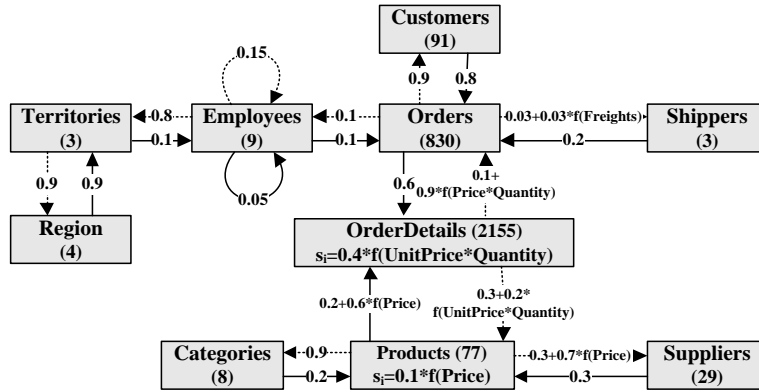 Customers
(91)
0.15
0.9
0.8
Territories
(3)
0.8
0.1
Employees
(9)
0.1
0.1
Orders
(830)
0.03+0.03*f(Freights)
0.2
Shippers
(3)
0.9
0.9
0.05
0.6
0.1+
0.9*f(Price*Quantity)
Region
(4)
OrderDetails (2155)
si=0.4*f(UnitPrice*Quantity)
0.2+0.6*f(Price)
0.3+0.2*
f(UnitPrice*Quantity)
Categories
(8)
0.9
0.2
Products (77)
si=0.1*f(Price)
0.3+0.7*f(Price)
0.3
Suppliers
(29)